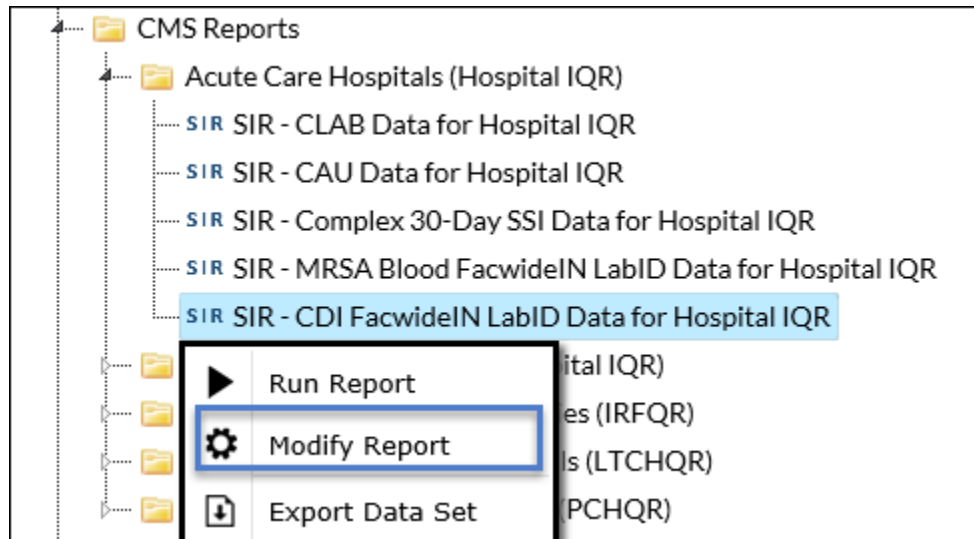 CMS Reports
Acute Care Hospitals (Hospital IQR)
SIR SIR - CLAB Data for Hospital IQR
SIR SIR - CAU Data for Hospital IQR
SIR SIR - Complex 30-Day SSI Data for Hospital IQR
SIR SIR - MRSA Blood FacwideIN LabID Data for Hospital IQR
SIR SIR - CDI FacwideIN LabID Data for Hospital IQR
Run Report
IQR)
Modify Report
(IRFQR)
(LTCHQR)
Export Data Set
(PCHQR)